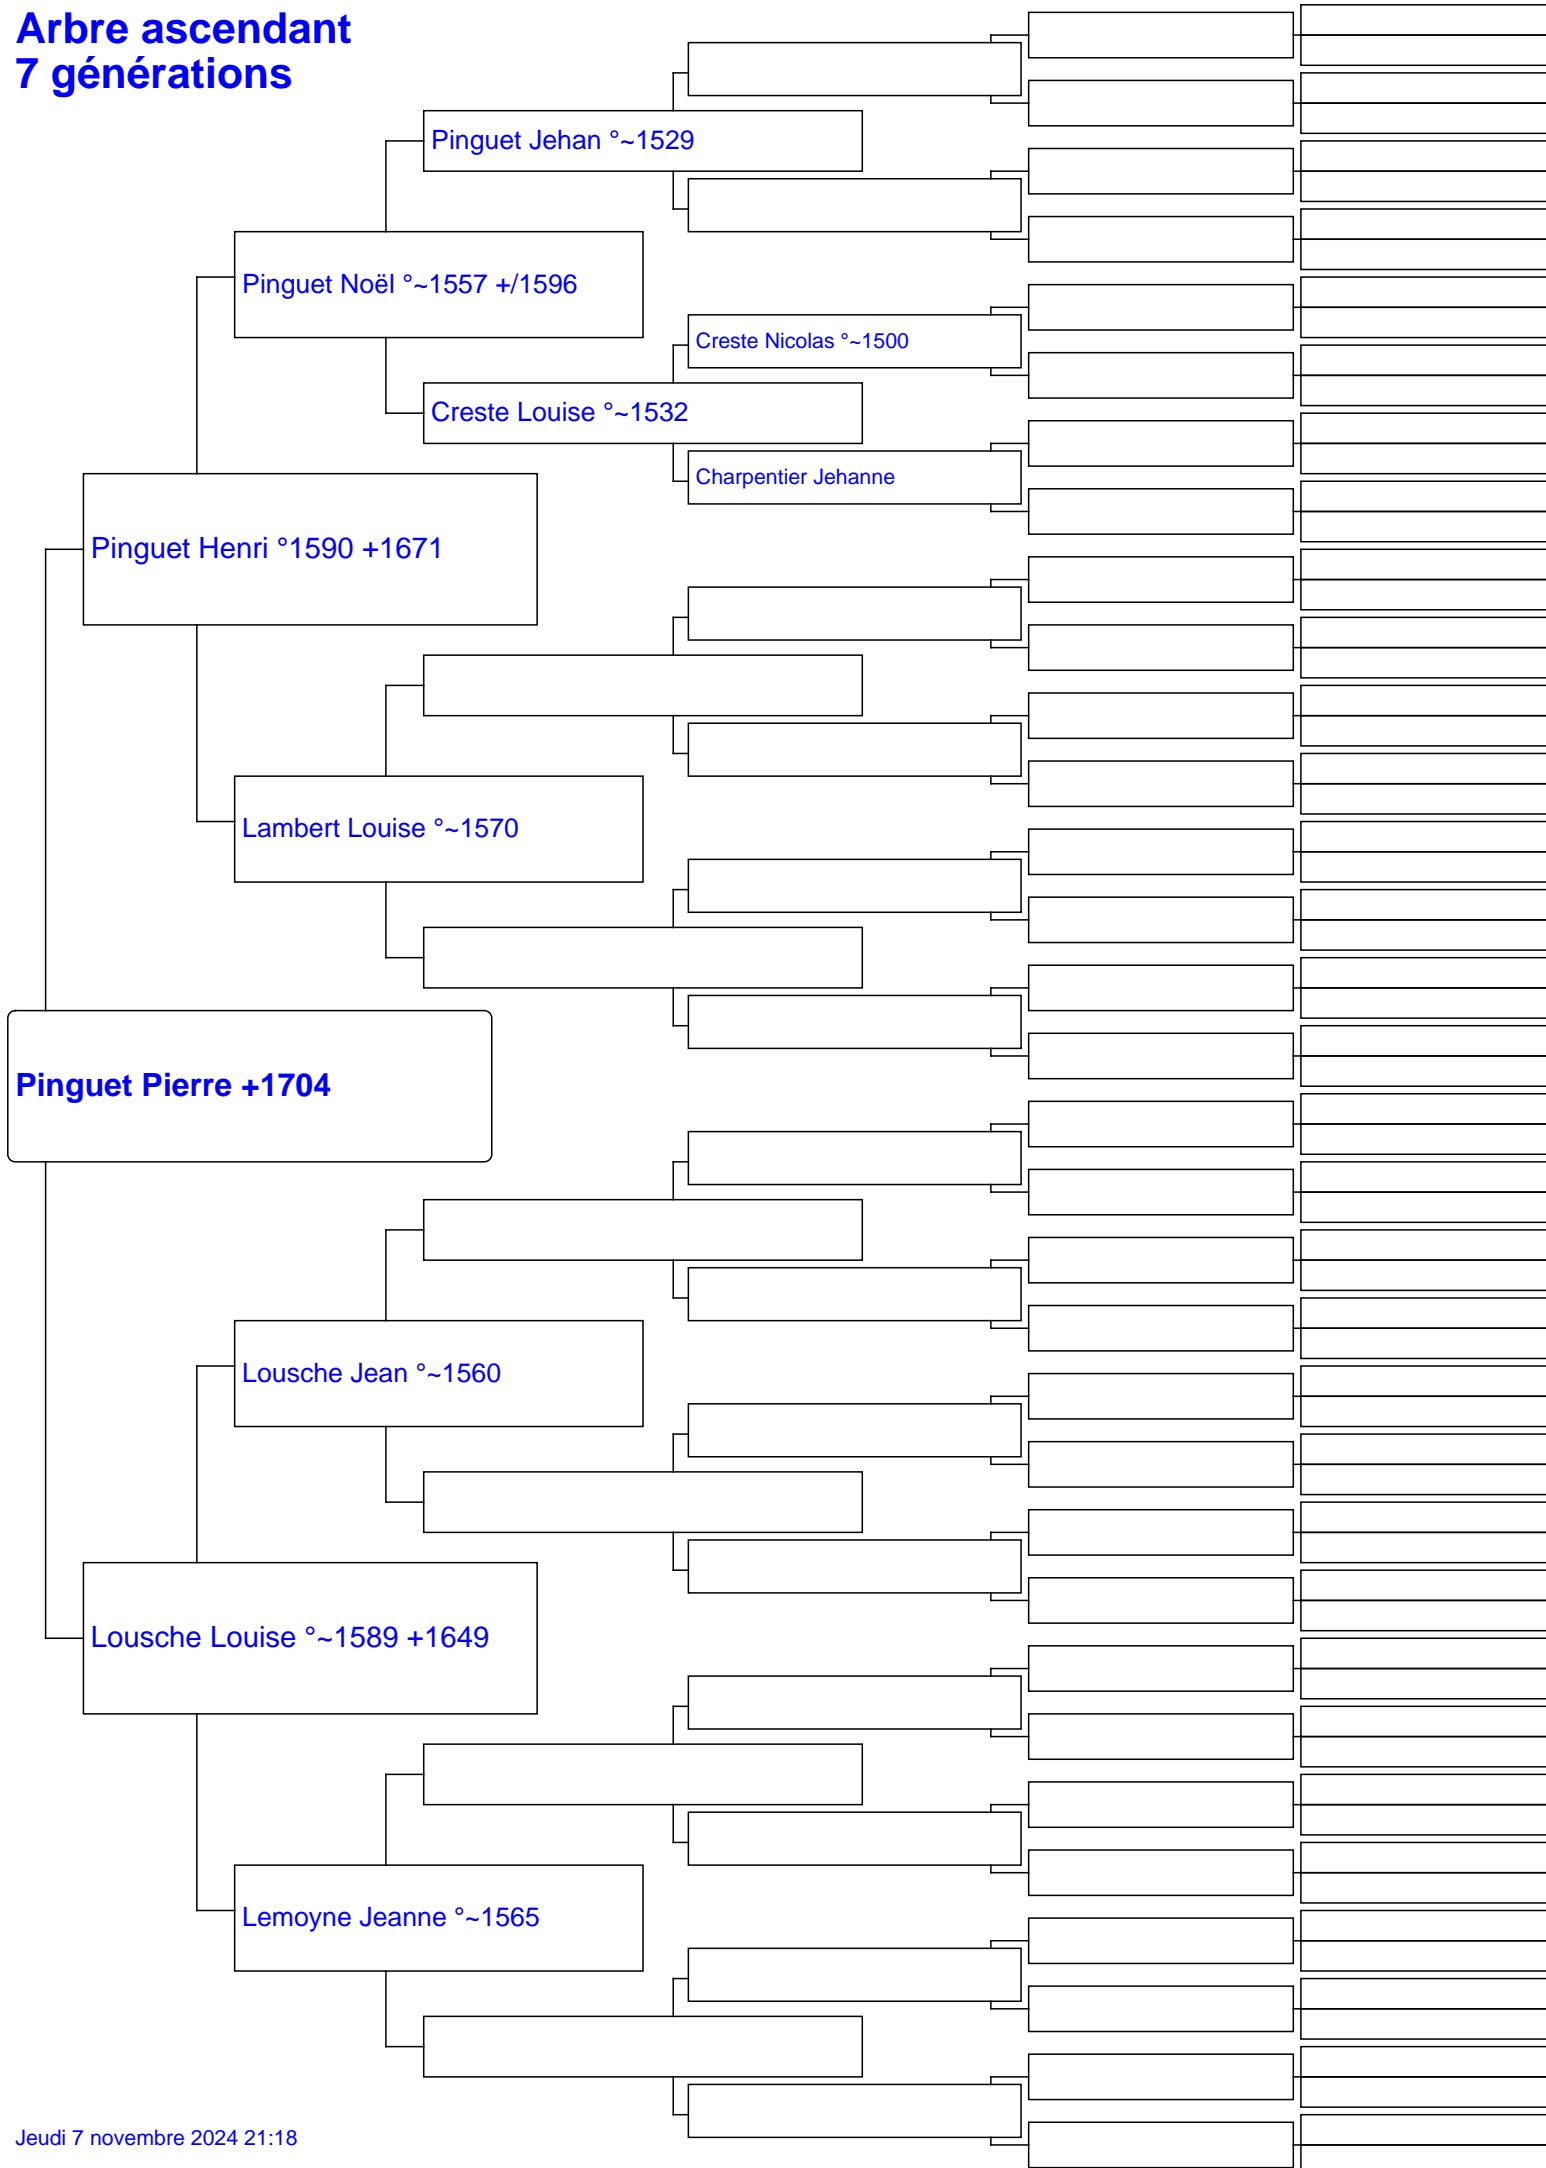 Arbre ascendant
7 générations
Pinguet Jehan °~1529
Pinguet Noël °~1557 +/1596
Creste Nicolas °~1500
Creste Louise °~1532
Charpentier Jehanne
Pinguet Henri °1590 +1671
Lambert Louise °~1570
Pinguet Pierre +1704
Lousche Jean °~1560
Lousche Louise °~1589 +1649
Lemoyne Jeanne °~1565
Jeudi 7 novembre 2024 21:18